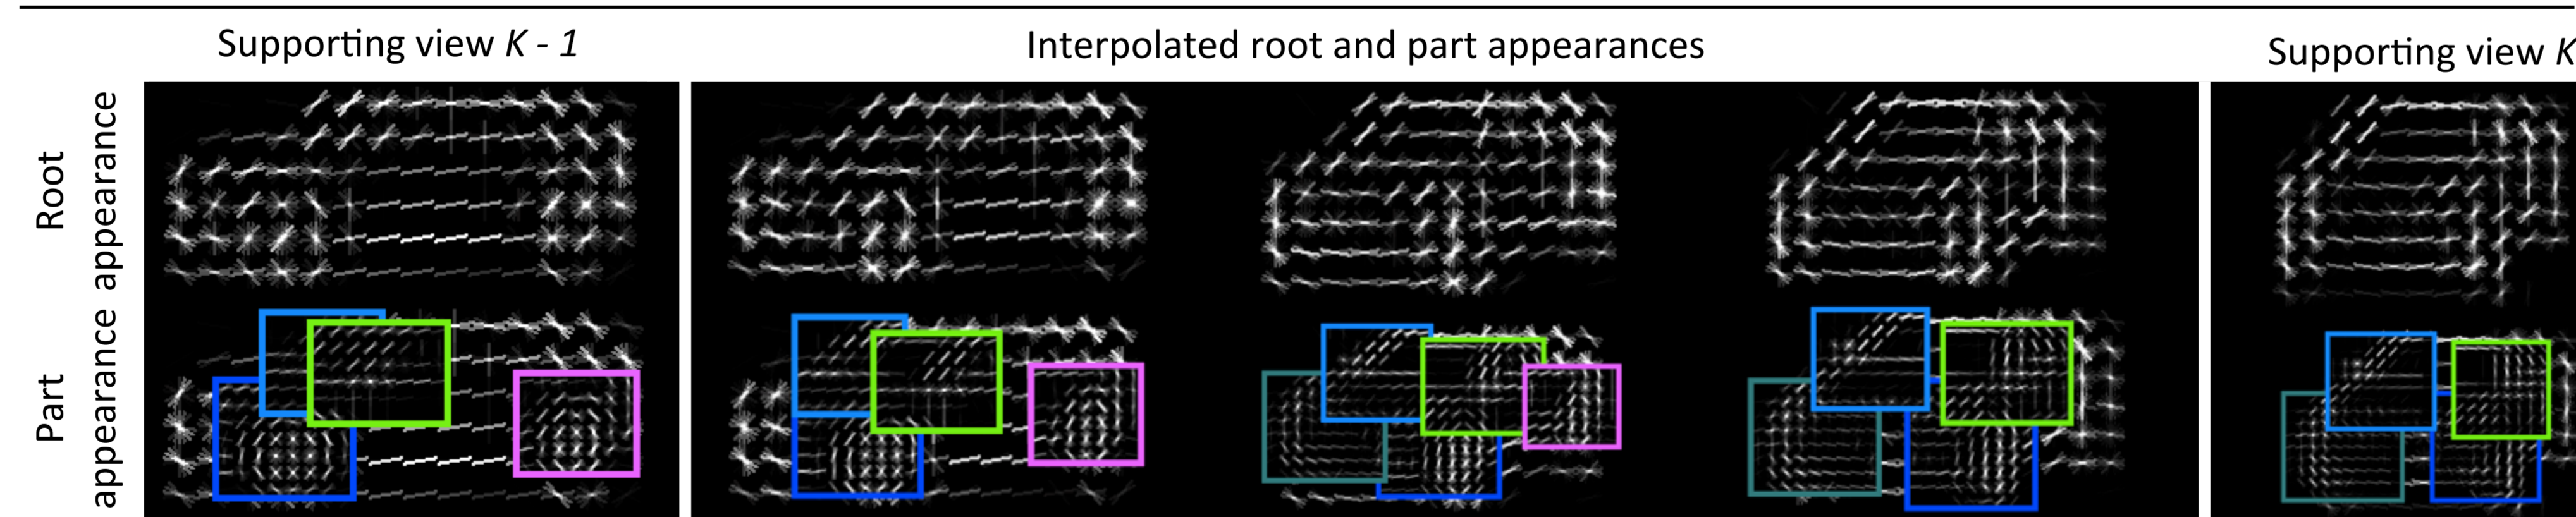 Supporting view K - 1
Interpolated root and part appearances
Supporting view K
Root
appearance
Part
appearance